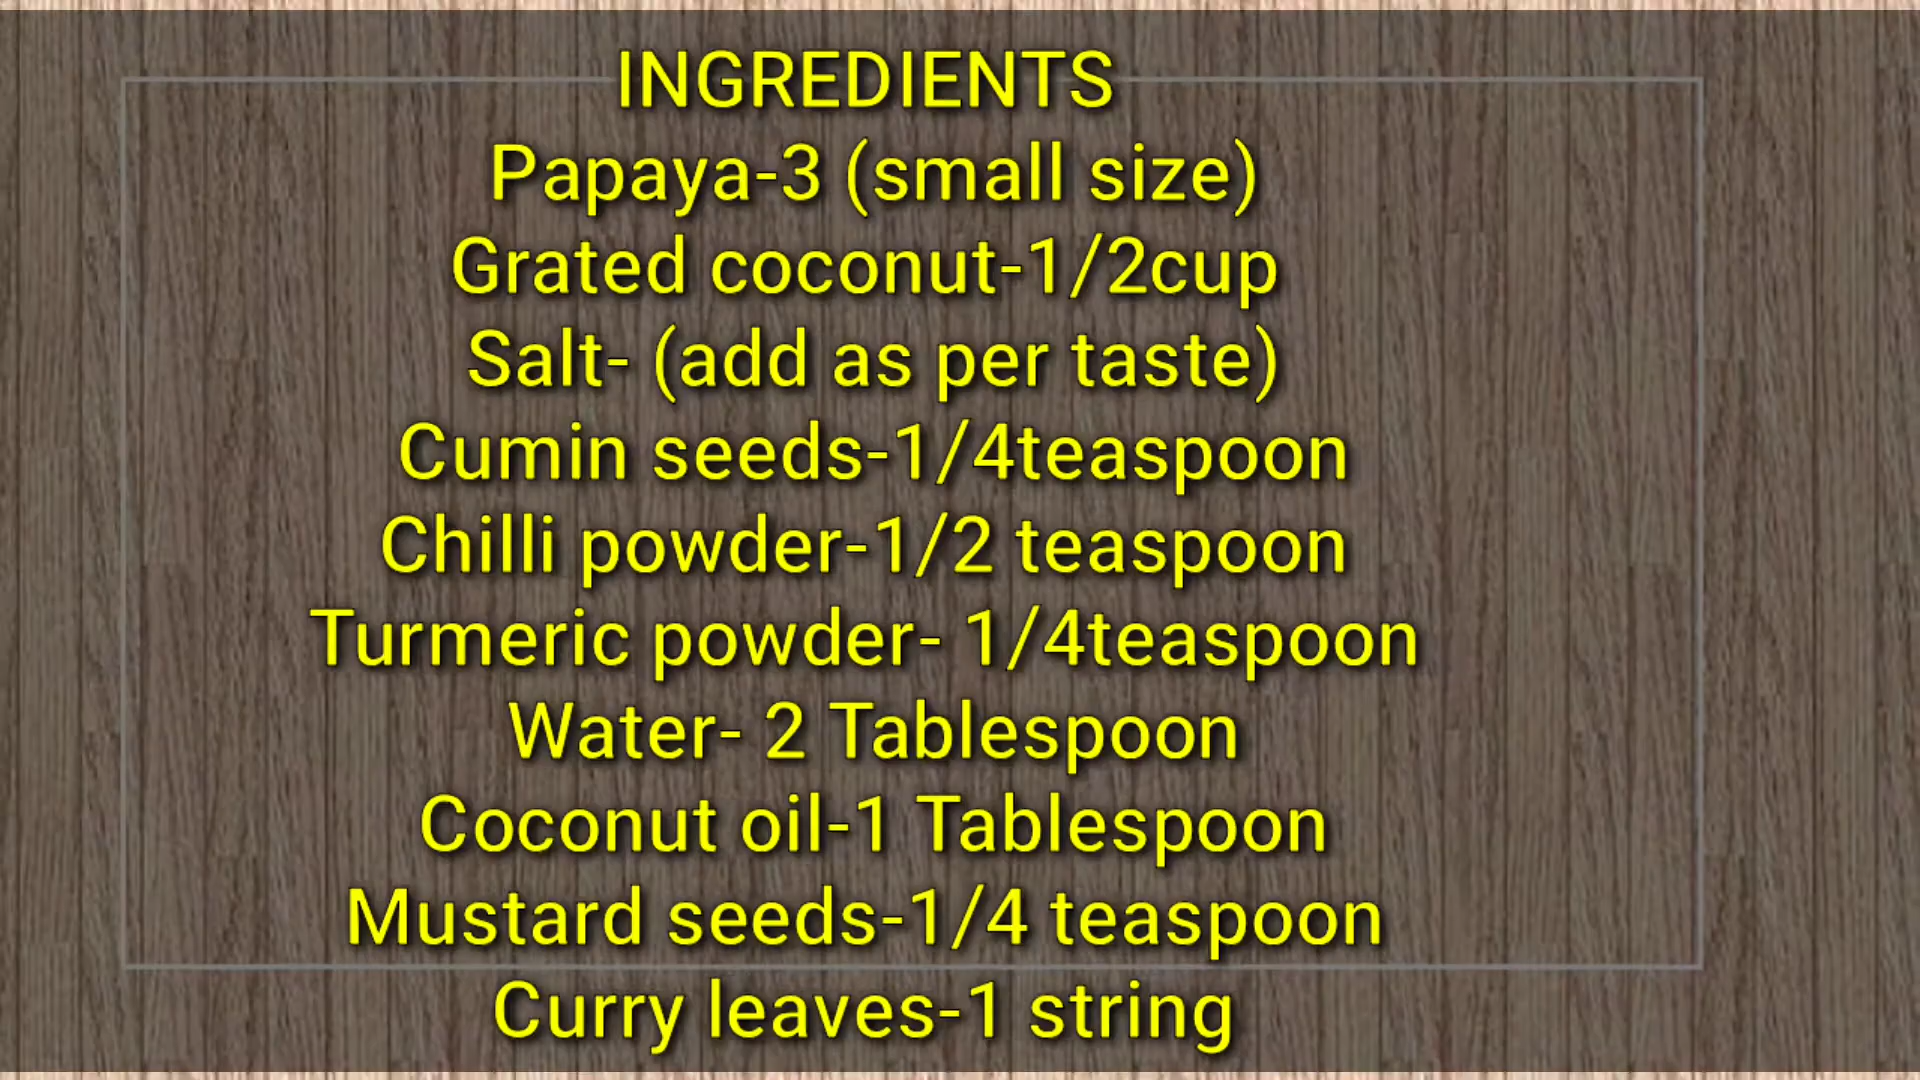 INGREDIENTS
Papaya-3 (small size)
Grated coconut-1/2cup
Salt- (add as per taste)
Cumin seeds-1/4teaspoon
Chilli powder-1/2 teaspoon
Turmeric powder- 1/4teaspoon
Water- 2 Tablespoon
Coconut oil-1 Tablespoon
Mustard seeds-1/4 teaspoon
Curry leaves-1 string